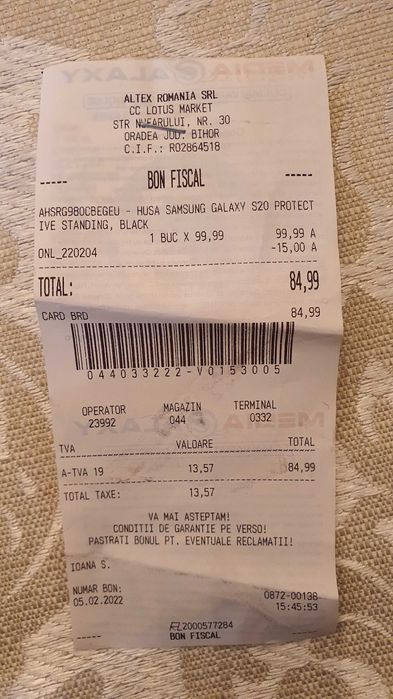 ALTEX ROMANIA SRL
CC LOTUS MARKET
STR NUFARULUI, NR. 30
ORADEA JUD. BIHOR
C.I.F.: RO2864518
----- BON FISCAL -----
AHSRG980CBEGEU - HUSA SAMSUNG GALAXY S20 PROTECT
IVE STANDING, BLACK
1 BUC X 99,99 99,99 A
ONL_220204 -15,00 A
TOTAL: 84,99
CARD BRD 84,99
044033222-V0153005
OPERATOR MAGAZIN TERMINAL
23992 044 0332
TVA VALOARE TOTAL
A-TVA 19 13,57 84,99
TOTAL TAXE: 13,57
VA MAI ASTEPTAM!
CONDITII DE GARANTIE PE VERSO!
PASTRATI BONUL PT. EVENTUALE RECLAMATII!
IOANA S.
NUMAR BON: 0872-00138
05.02.2022 15:45:53
2000577284
----- BON FISCAL -----